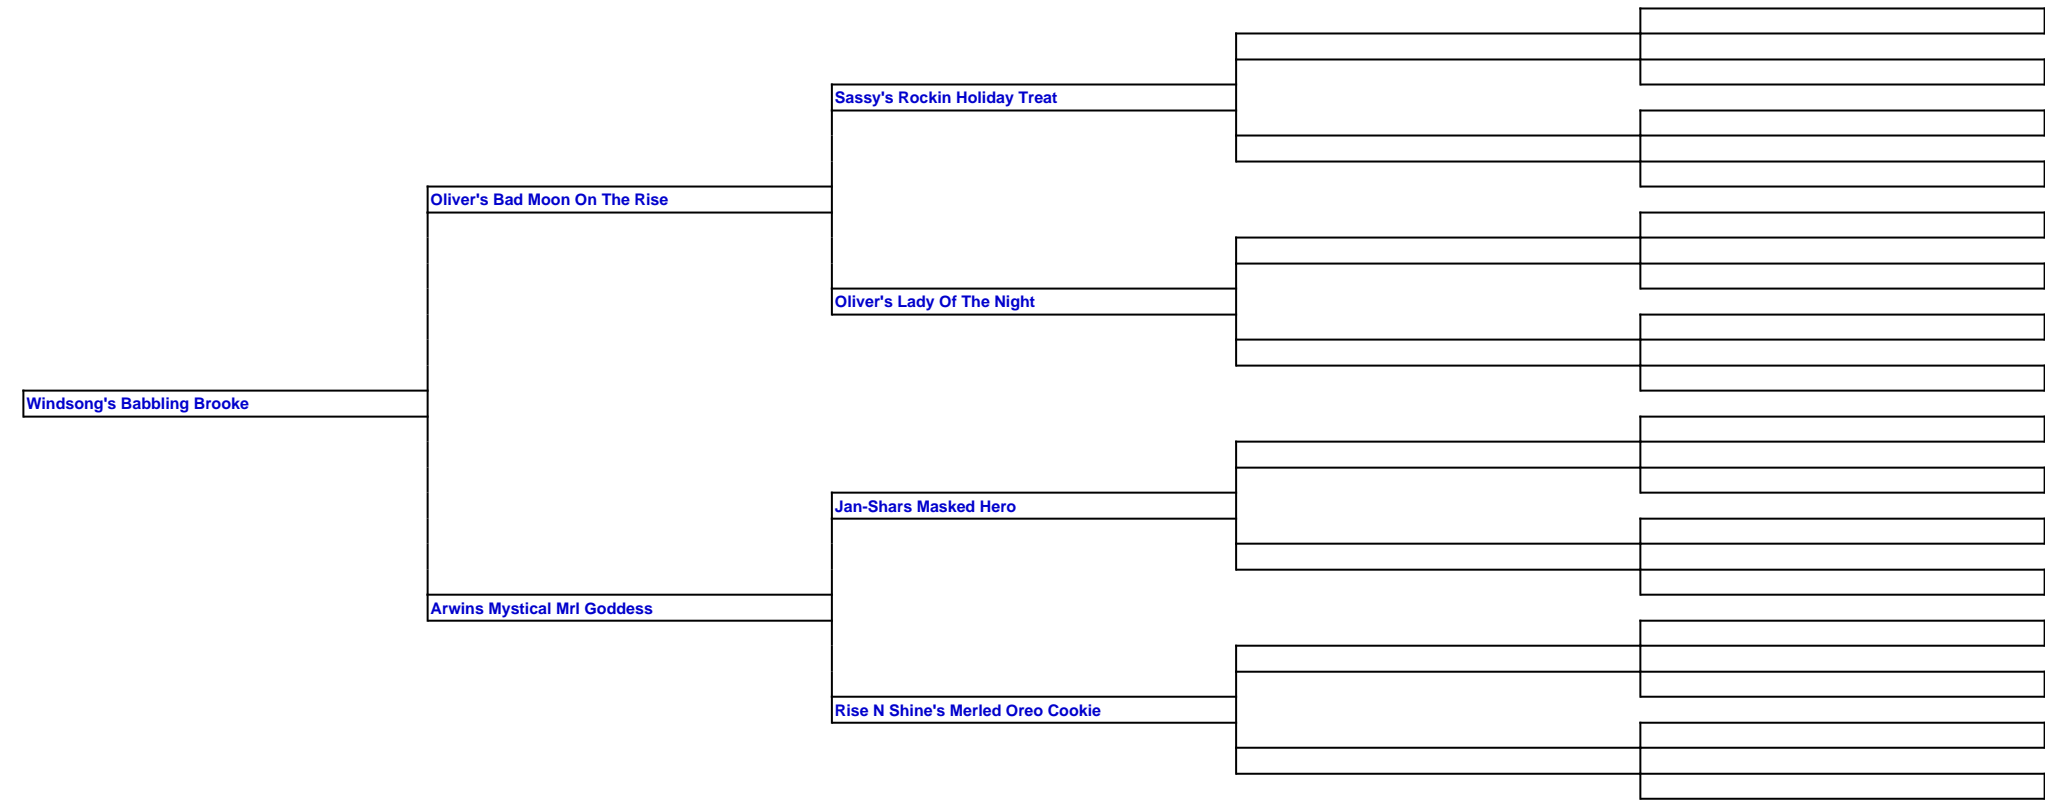 Sassy's Rockin Holiday Treat
Oliver's Bad Moon On The Rise
Oliver's Lady Of The Night
Windsong's Babbling Brooke
Jan-Shars Masked Hero
Arwins Mystical Mrl Goddess
Rise N Shine's Merled Oreo Cookie